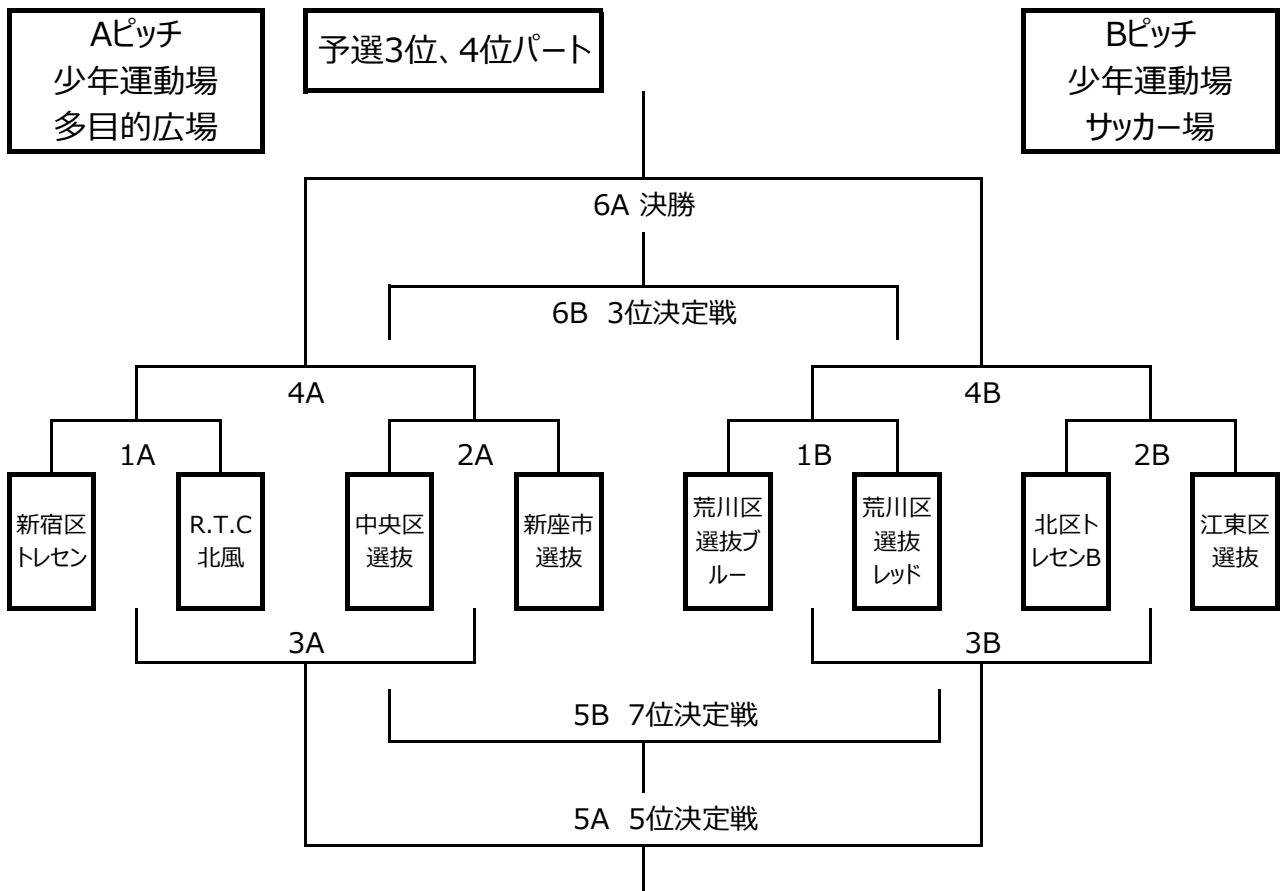 Aピッチ
少年運動場
多目的広場
予選3位、4位パート
Bピッチ
少年運動場
サッカー場
6A 決勝
6B 3位決定戦
4A
4B
1A
2A
1B
2B
新宿区
トレセン
R.T.C
北風
中央区
選抜
新座市
選抜
荒川区
選抜ブ
ルー
荒川区
選抜
レッド
北区ト
レセンB
江東区
選抜
3A
3B
5B 7位決定戦
5A 5位決定戦